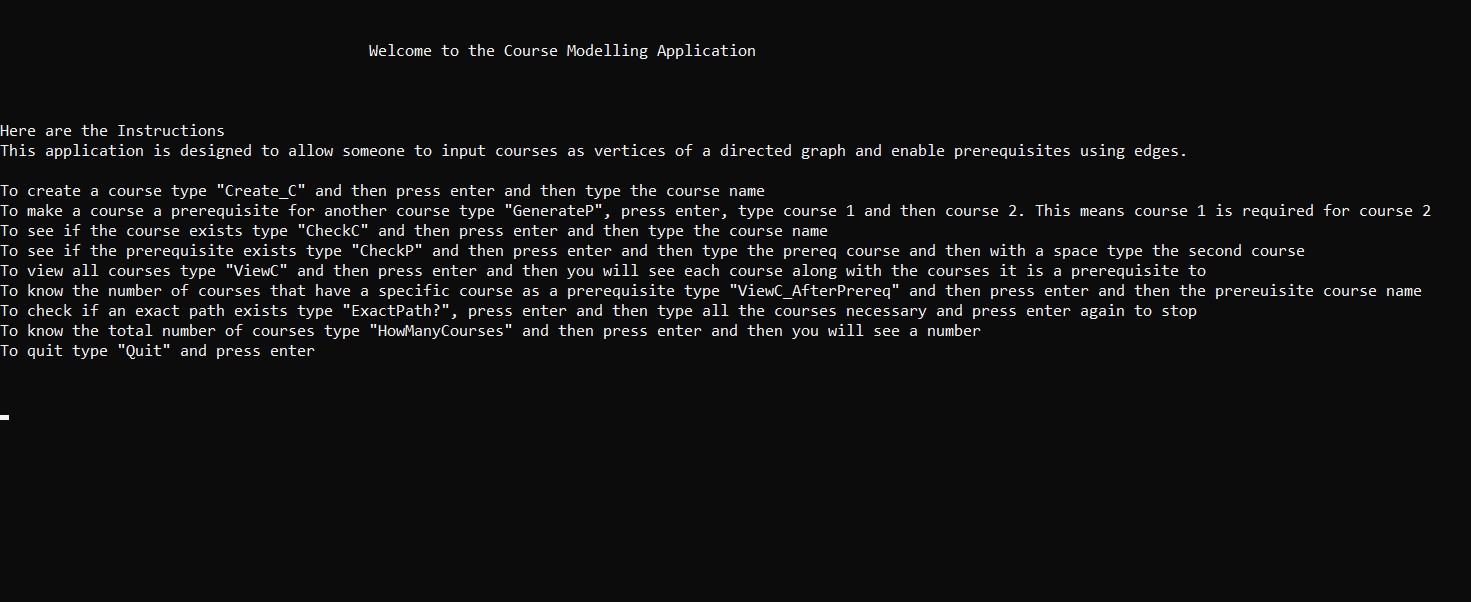 Welcome to the Course Modelling Application
Here are the Instructions
This application is designed to allow someone to input courses as vertices of a directed graph and enable prerequisites using edges.
To create a course type "Create_C" and then press enter and then type the course name
To make a course a prerequisite for another course type "GenerateP", press enter, type course 1 and then course 2. This means course 1 is required for course 2
To see if the course exists type "CheckC" and then press enter and then type the course name
To see if the prerequisite exists type "CheckP" and then press enter and then type the prereq course and then with a space type the second course
To view all courses type "ViewC" and then press enter and then you will see each course along with the courses it is a prerequisite to
To know the number of courses that have a specific course as a prerequisite type "ViewC_AfterPrereq" and then press enter and then the prereuisite course name
To check if an exact path exists type "ExactPath?", press enter and then type all the courses necessary and press enter again to stop
To know the total number of courses type "HowManyCourses" and then press enter and then you will see a number
To quit type "Quit" and press enter